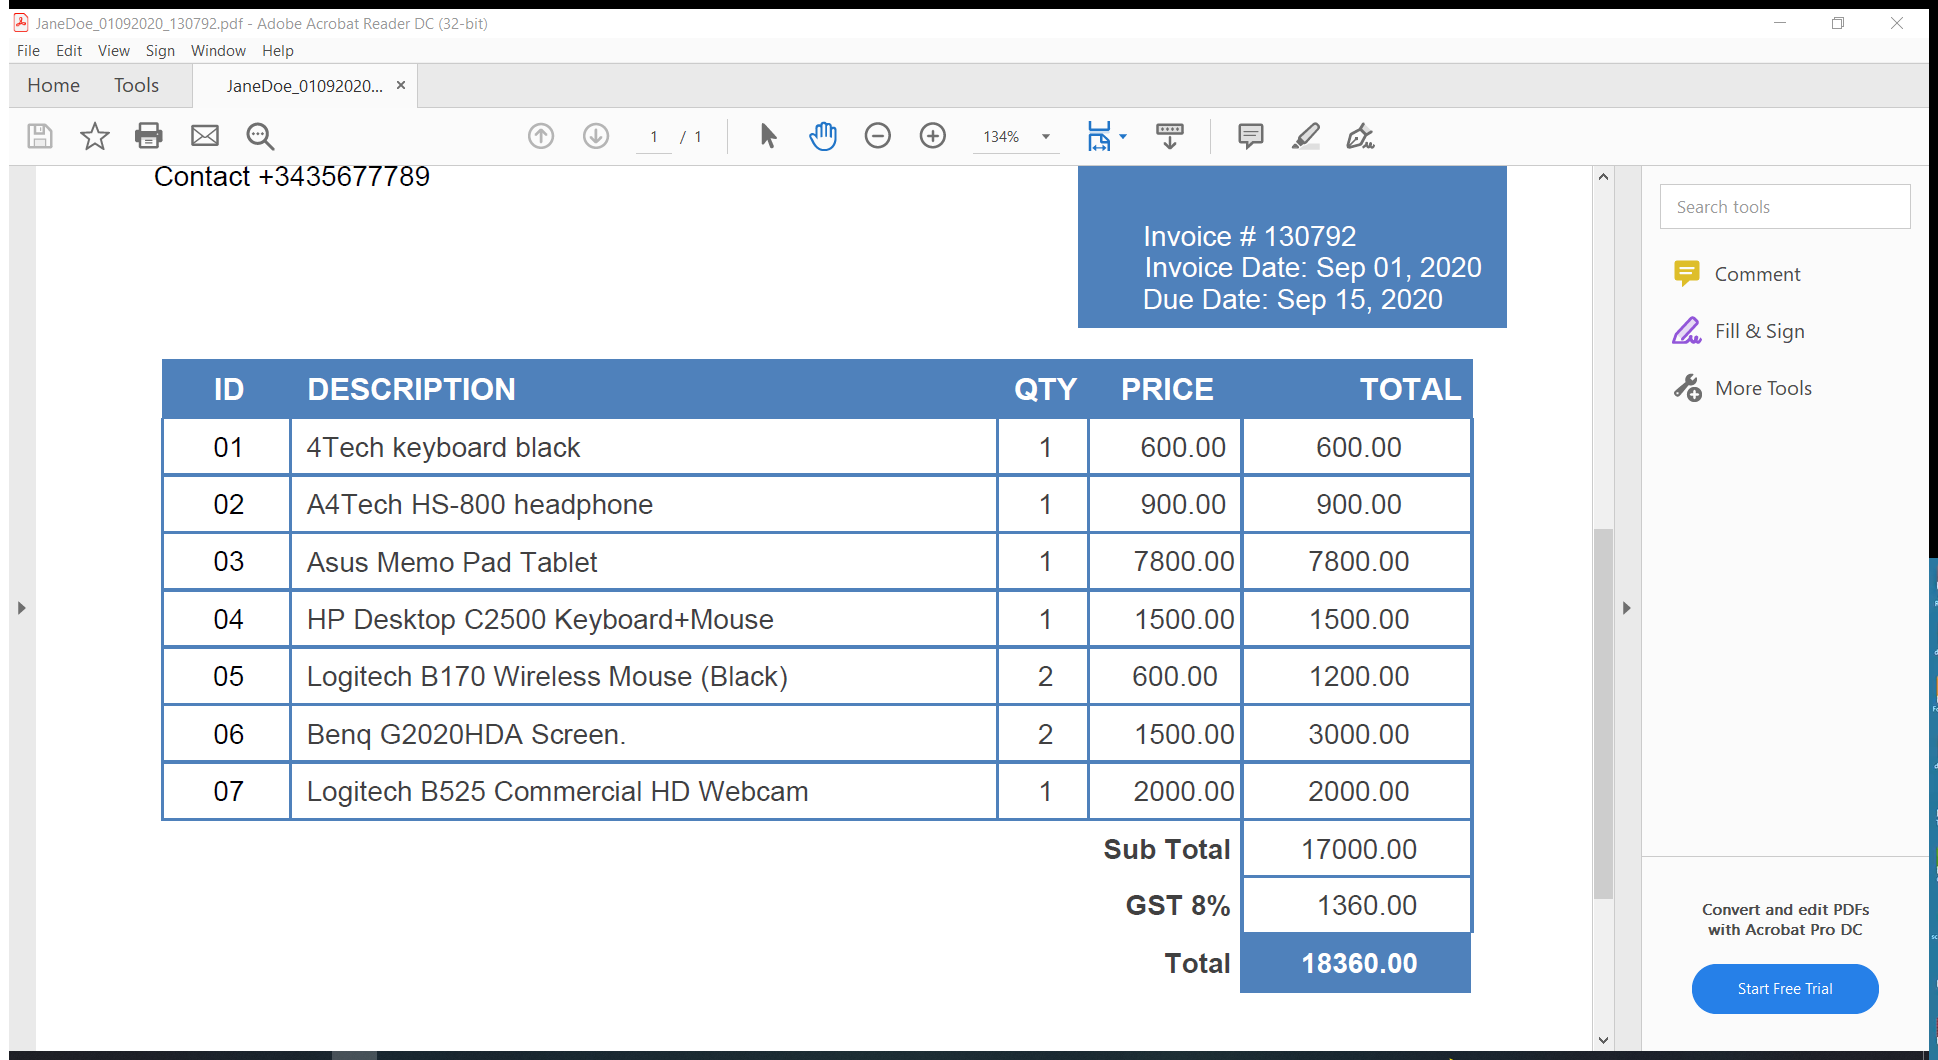 JaneDoe_01092020_130792.pdf - Adobe Acrobat Reader DC (32-bit)
File Edit View Sign Window Help
Home Tools JaneDoe_01092020... ×
1 / 1 134%
Contact +3435677789
Invoice # 130792
Invoice Date: Sep 01, 2020
Due Date: Sep 15, 2020
ID DESCRIPTION QTY PRICE TOTAL
01 4Tech keyboard black 1 600.00 600.00
02 A4Tech HS-800 headphone 1 900.00 900.00
03 Asus Memo Pad Tablet 1 7800.00 7800.00
04 HP Desktop C2500 Keyboard+Mouse 1 1500.00 1500.00
05 Logitech B170 Wireless Mouse (Black) 2 600.00 1200.00
06 Benq G2020HDA Screen. 2 1500.00 3000.00
07 Logitech B525 Commercial HD Webcam 1 2000.00 2000.00
Sub Total 17000.00
GST 8% 1360.00
Total 18360.00
Search tools
Comment
Fill & Sign
More Tools
Convert and edit PDFs
with Acrobat Pro DC
Start Free Trial